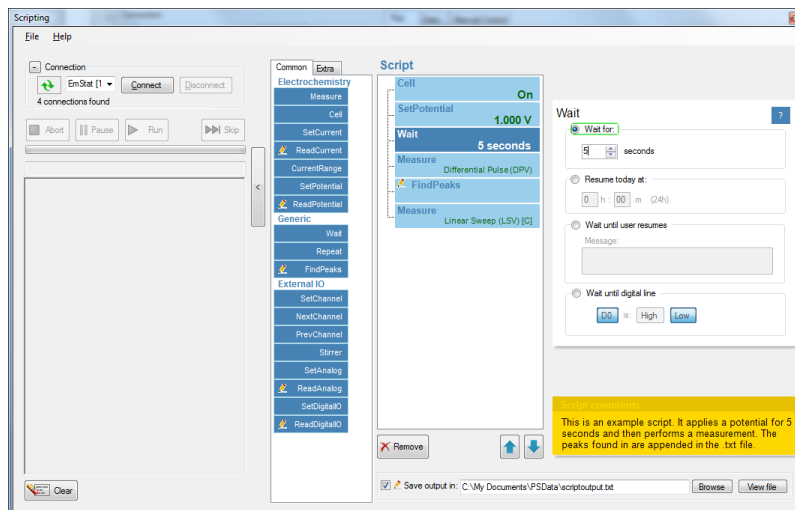 Scripting
File Help
Connection
EmStat [1 Connect Disconnect
4 connections found
Abort Pause Run Skip
<
Clear
Common Extra
Electrochemistry
Measure
Cell
SetCurrent
ReadCurrent
CurrentRange
SetPotential
ReadPotential
Generic
Wait
Repeat
FindPeaks
External IO
SetChannel
NextChannel
PrevChannel
Stirrer
SetAnalog
ReadAnalog
SetDigitalIO
ReadDigitalIO
Script
Cell
On
SetPotential
1.000 V
Wait
5 seconds
Measure
Differential Pulse (DPV)
FindPeaks
Measure
Linear Sweep (LSV) [C]
Remove
Wait ?
Wait for:
5 seconds
Resume today at:
0 h : 00 m (24h)
Wait until user resumes
Message:
Wait until digital line
D0 is: High Low
Script comments
This is an example script. It applies a potential for 5
seconds and then performs a measurement. The
peaks found in are appended in the .txt file.
Save output in: C:\My Documents\PSData\scriptoutput.txt Browse View file